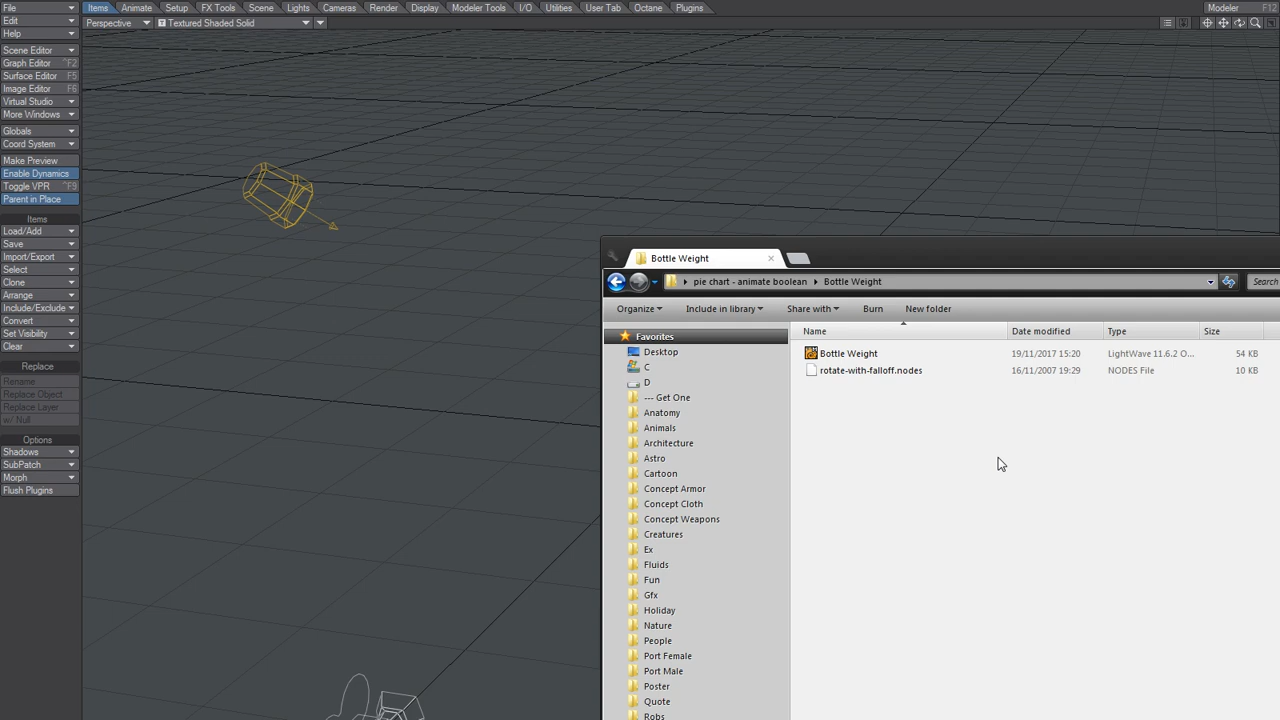 File Items Animate Setup FX Tools Scene Lights Cameras Render Display Modeler Tools I/O Utilities User Tab Octane Plugins Modeler F12
Edit Perspective T Textured Shaded Solid
Help
Scene Editor
Graph Editor ^F2
Surface Editor F5
Image Editor F6
Virtual Studio
More Windows
Globals
Coord System
Make Preview
Enable Dynamics
Toggle VPR ^F9
Parent in Place
Items
Load/Add
Save
Import/Export
Select
Clone
Arrange
Include/Exclude
Convert
Set Visibility
Clear
Replace
Rename
Replace Object
Replace Layer
w/ Null
Options
Shadows
SubPatch
Morph
Flush Plugins
Bottle Weight
pie chart - animate boolean Bottle Weight Search
Organize Include in library Share with Burn New folder
Name Date modified Type Size
Bottle Weight 19/11/2017 15:20 LightWave 11.6.2 O... 54 KB
rotate-with-falloff.nodes 16/11/2007 19:29 NODES File 10 KB
Favorites
Desktop
C
D
--- Get One
Anatomy
Animals
Architecture
Astro
Cartoon
Concept Armor
Concept Cloth
Concept Weapons
Creatures
Ex
Fluids
Fun
Gfx
Holiday
Nature
People
Port Female
Port Male
Poster
Quote
Robs